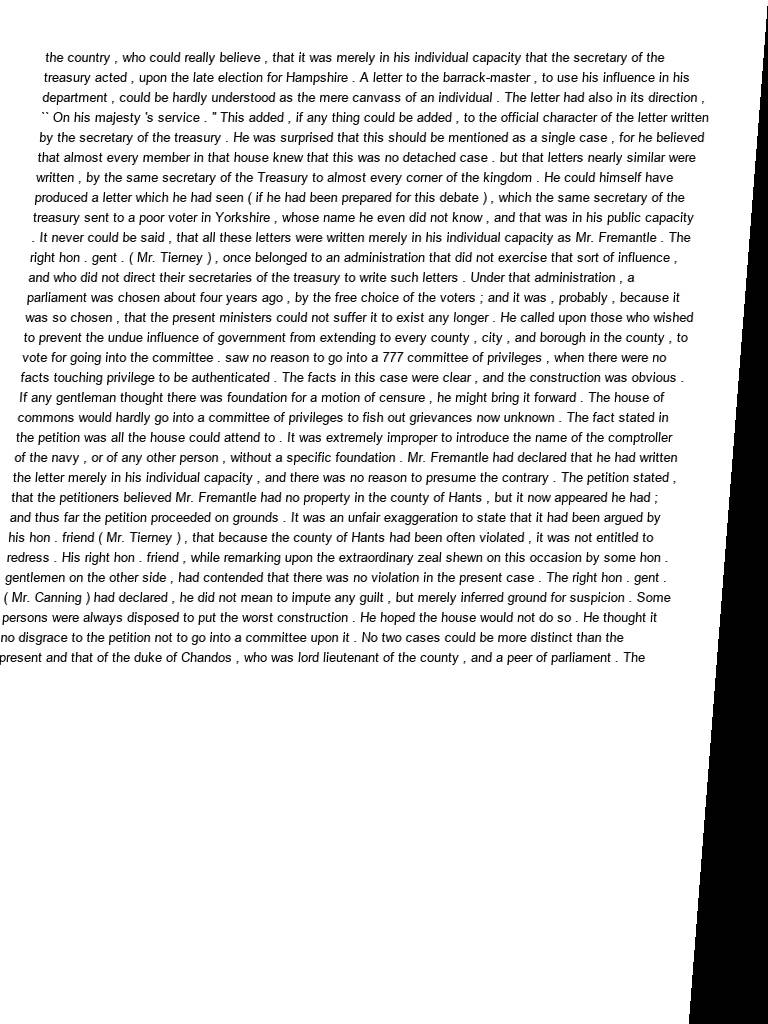 the country , who could really believe , that it was merely in his individual capacity that the secretary of the
treasury acted , upon the late election for Hampshire . A letter to the barrack-master , to use his influence in his
department , could be hardly understood as the mere canvass of an individual . The letter had also in its direction ,
`` On his majesty 's service . '' This added , if any thing could be added , to the official character of the letter written
by the secretary of the treasury . He was surprised that this should be mentioned as a single case , for he believed
that almost every member in that house knew that this was no detached case . but that letters nearly similar were
written , by the same secretary of the Treasury to almost every corner of the kingdom . He could himself have
produced a letter which he had seen ( if he had been prepared for this debate ) , which the same secretary of the
treasury sent to a poor voter in Yorkshire , whose name he even did not know , and that was in his public capacity
. It never could be said , that all these letters were written merely in his individual capacity as Mr. Fremantle . The
right hon . gent . ( Mr. Tierney ) , once belonged to an administration that did not exercise that sort of influence ,
and who did not direct their secretaries of the treasury to write such letters . Under that administration , a
parliament was chosen about four years ago , by the free choice of the voters ; and it was , probably , because it
was so chosen , that the present ministers could not suffer it to exist any longer . He called upon those who wished
to prevent the undue influence of government from extending to every county , city , and borough in the county , to
vote for going into the committee . saw no reason to go into a 777 committee of privileges , when there were no
facts touching privilege to be authenticated . The facts in this case were clear , and the construction was obvious .
If any gentleman thought there was foundation for a motion of censure , he might bring it forward . The house of
commons would hardly go into a committee of privileges to fish out grievances now unknown . The fact stated in
the petition was all the house could attend to . It was extremely improper to introduce the name of the comptroller
of the navy , or of any other person , without a specific foundation . Mr. Fremantle had declared that he had written
the letter merely in his individual capacity , and there was no reason to presume the contrary . The petition stated ,
that the petitioners believed Mr. Fremantle had no property in the county of Hants , but it now appeared he had ;
and thus far the petition proceeded on grounds . It was an unfair exaggeration to state that it had been argued by
his hon . friend ( Mr. Tierney ) , that because the county of Hants had been often violated , it was not entitled to
redress . His right hon . friend , while remarking upon the extraordinary zeal shewn on this occasion by some hon .
gentlemen on the other side , had contended that there was no violation in the present case . The right hon . gent .
( Mr. Canning ) had declared , he did not mean to impute any guilt , but merely inferred ground for suspicion . Some
persons were always disposed to put the worst construction . He hoped the house would not do so . He thought it
no disgrace to the petition not to go into a committee upon it . No two cases could be more distinct than the
present and that of the duke of Chandos , who was lord lieutenant of the county , and a peer of parliament . The